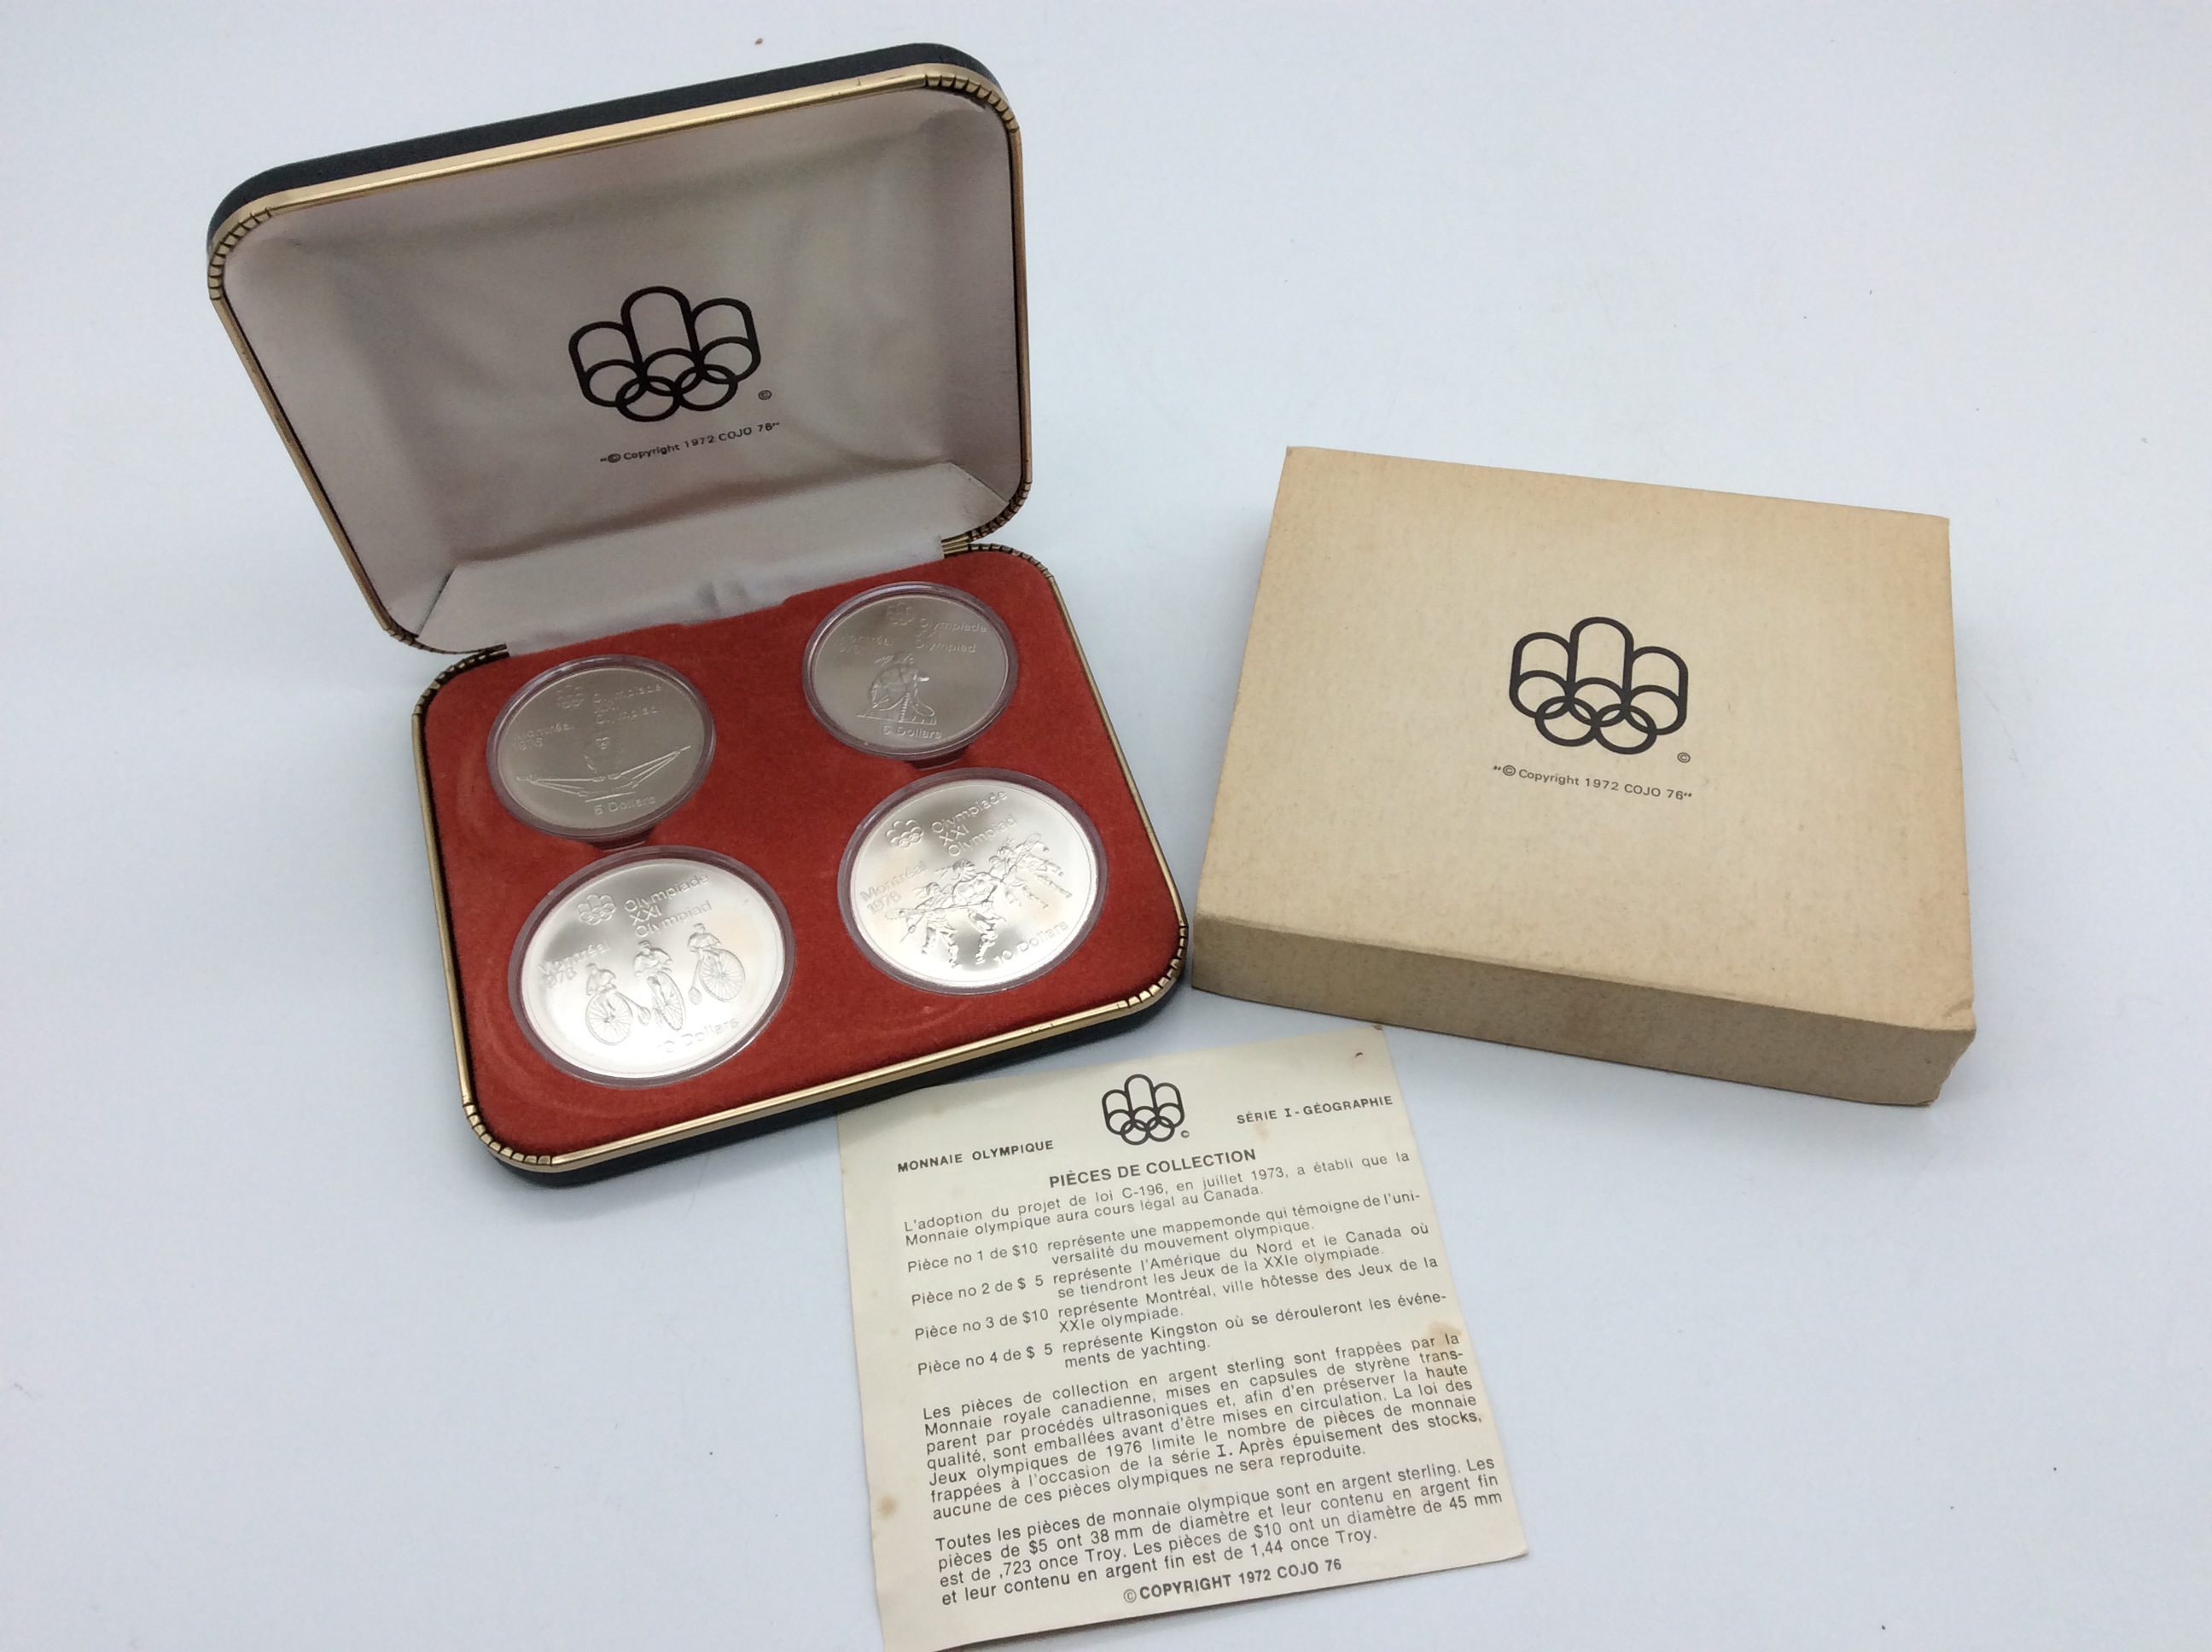 ©
"© Copyright 1972 COJO 76"
Olympiade
XXI
Olympiad
Montréal
1976
5 Dollars
Olympiade
XXI
Olympiad
Montréal
5 Dollars
Olympiade
XXI
Olympiad
Montréal
1976
10 Dollars
Olympiade
XXI
Olympiad
Montréal
1976
10 Dollars
©
"© Copyright 1972 COJO 76"
MONNAIE OLYMPIQUE
©
SÉRIE I - GÉOGRAPHIE
PIÈCES DE COLLECTION
L'adoption du projet de loi C-196, en juillet 1973, a établi que la
Monnaie olympique aura cours légal au Canada.
Pièce no 1 de $10 représente une mappemonde qui témoigne de l'uni-
versalité du mouvement olympique.
Pièce no 2 de $ 5 représente l'Amérique du Nord et le Canada où
se tiendront les Jeux de la XXIe olympiade.
Pièce no 3 de $10 représente Montréal, ville hôtesse des Jeux de la
XXIe olympiade.
Pièce no 4 de $ 5 représente Kingston où se dérouleront les événe-
ments de yachting.
Les pièces de collection en argent sterling sont frappées par la
Monnaie royale canadienne, mises en capsules de styrène trans-
parent par procédés ultrasoniques et, afin d'en préserver la haute
qualité, sont emballées avant d'être mises en circulation. La loi des
Jeux olympiques de 1976 limite le nombre de pièces de monnaie
frappées à l'occasion de la série I. Après épuisement des stocks,
aucune de ces pièces olympiques ne sera reproduite.
Toutes les pièces de monnaie olympique sont en argent sterling. Les
pièces de $5 ont 38 mm de diamètre et leur contenu en argent fin
est de ,723 once Troy. Les pièces de $10 ont un diamètre de 45 mm
et leur contenu en argent fin est de 1,44 once Troy.
© COPYRIGHT 1972 COJO 76